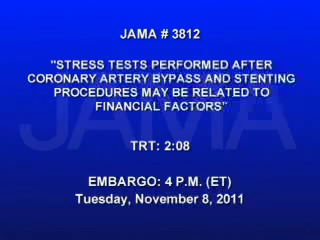 JAMA # 3812
"STRESS TESTS PERFORMED AFTER
CORONARY ARTERY BYPASS AND STENTING
PROCEDURES MAY BE RELATED TO
FINANCIAL FACTORS"
JAMA
TRT: 2:08
EMBARGO: 4 P.M. (ET)
Tuesday, November 8, 2011